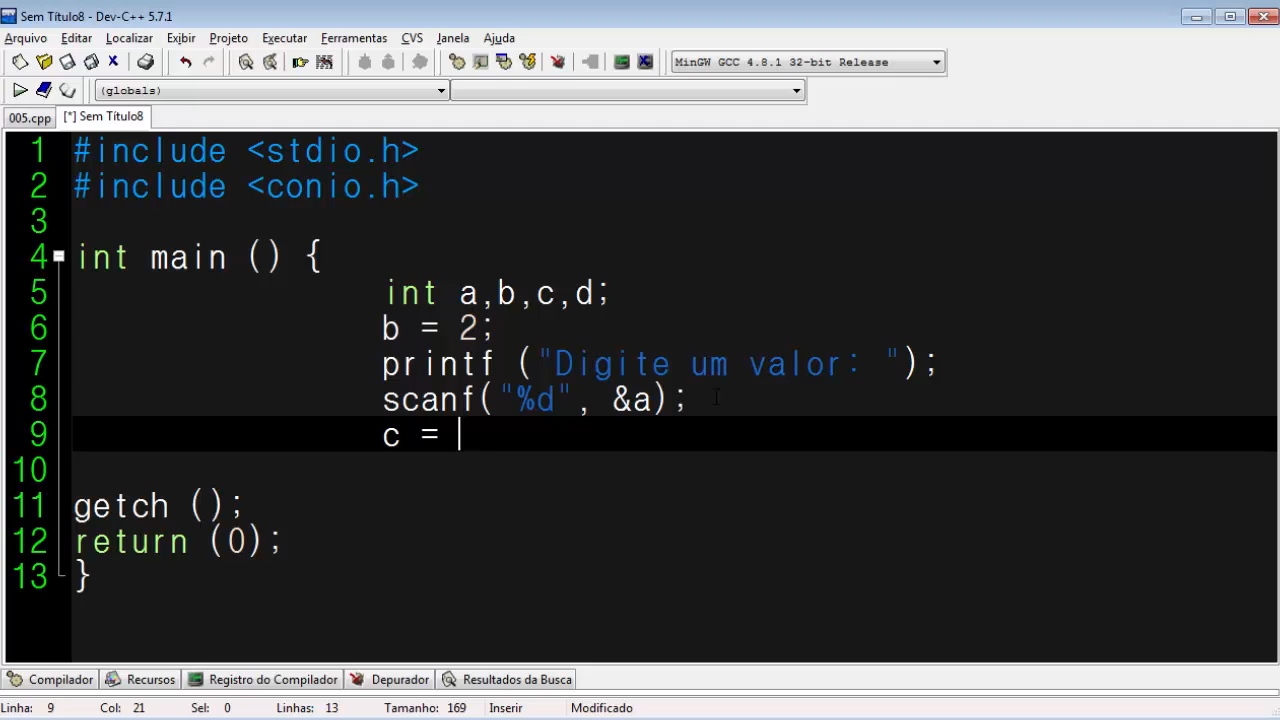 Sem Título8 - Dev-C++ 5.7.1
Arquivo Editar Localizar Exibir Projeto Executar Ferramentas CVS Janela Ajuda
MinGW GCC 4.8.1 32-bit Release
(globals)
005.cpp [*] Sem Título8
1 #include <stdio.h>
2 #include <conio.h>
3
4 int main () {
5 int a,b,c,d;
6 b = 2;
7 printf ("Digite um valor: ");
8 scanf("%d", &a);
9 c =
10
11 getch ();
12 return (0);
13 }
Compilador Recursos Registro do Compilador Depurador Resultados da Busca
Linha: 9 Col: 21 Sel: 0 Linhas: 13 Tamanho: 169 Inserir Modificado